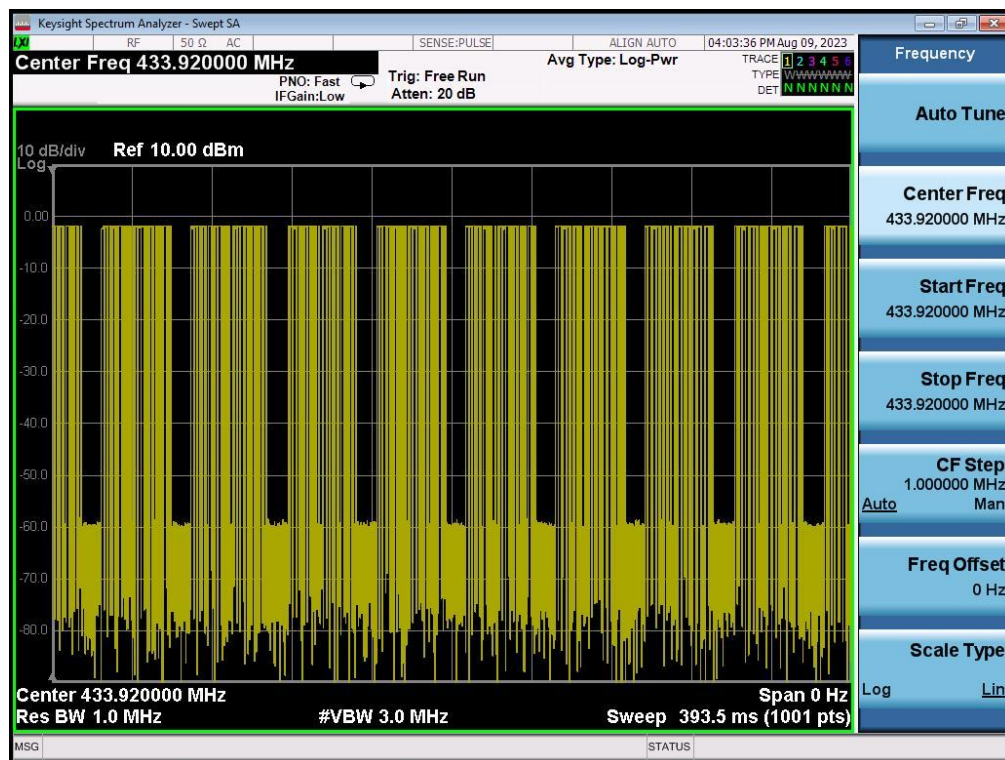 Keysight Spectrum Analyzer - Swept SA
LXI RF 50 Ω AC SENSE:PULSE ALIGN AUTO 04:03:36 PM Aug 09, 2023
Center Freq 433.920000 MHz
PNO: Fast
IFGain:Low
Trig: Free Run
Atten: 20 dB
Avg Type: Log-Pwr
TRACE 1 2 3 4 5 6
TYPE WWWWWW
DET N N N N N N
10 dB/div Ref 10.00 dBm
Log
0.00
-10.0
-20.0
-30.0
-40.0
-50.0
-60.0
-70.0
-80.0
Center 433.920000 MHz Span 0 Hz
Res BW 1.0 MHz #VBW 3.0 MHz Sweep 393.5 ms (1001 pts)
MSG STATUS
Frequency
Auto Tune
Center Freq
433.920000 MHz
Start Freq
433.920000 MHz
Stop Freq
433.920000 MHz
CF Step
1.000000 MHz
Auto Man
Freq Offset
0 Hz
Scale Type
Log Lin